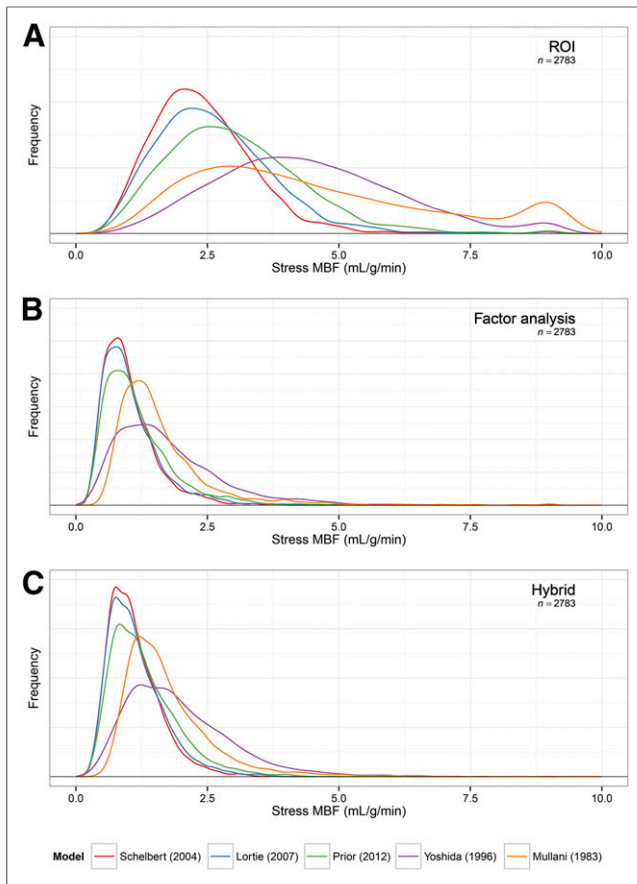 A
ROI
n = 2783
Frequency
0.0 2.5 5.0 7.5 10.0
Stress MBF (mL/g/min)
B
Factor analysis
n = 2783
Frequency
0.0 2.5 5.0 7.5 10.0
Stress MBF (mL/g/min)
C
Hybrid
n = 2783
Frequency
0.0 2.5 5.0 7.5 10.0
Stress MBF (mL/g/min)
Model Schelbert (2004) Lortie (2007) Prior (2012) Yoshida (1996) Mullani (1983)